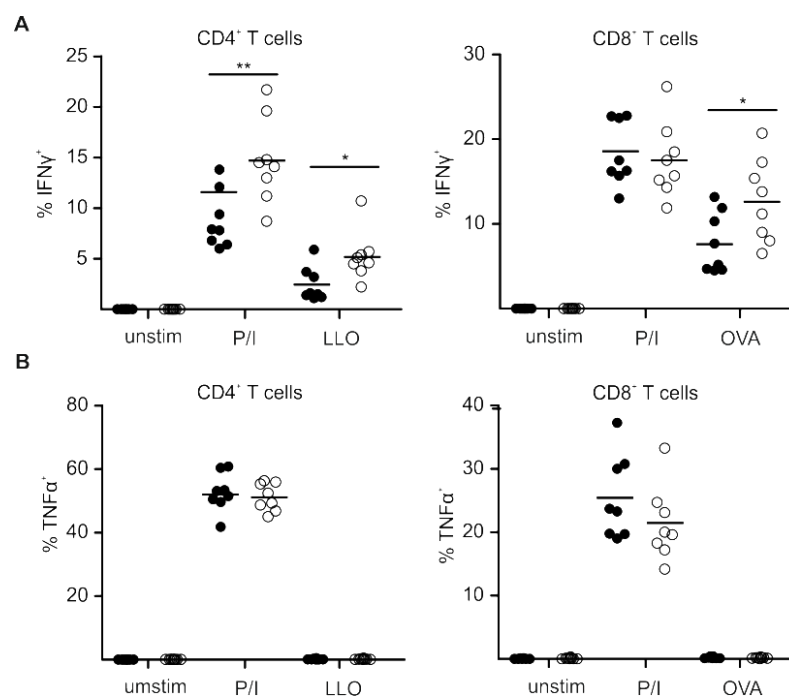 A
CD4⁺ T cells
% IFNγ⁺
25
20
15
10
5
**
*
unstim P/I LLO
CD8⁻ T cells
% IFNγ⁺
30
20
10
*
unstim P/I OVA
B
CD4⁺ T cells
% TNFα⁺
80
60
40
20
umstim P/I LLO
CD8⁻ T cells
% TNFα⁺
40
30
20
10
unstim P/I OVA